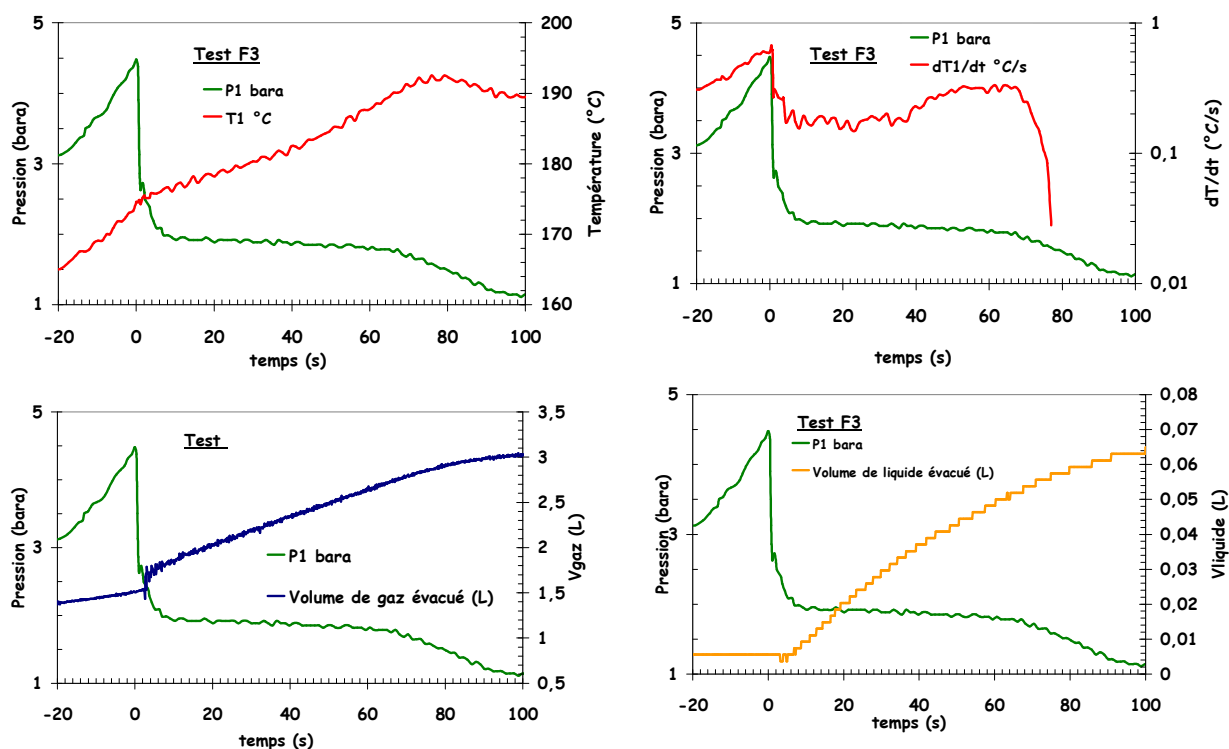 Test F3
P1 bara
T1 °C
Pression (bara)
5
3
1
Température (°C)
200
190
180
170
160
-20 0 20 40 60 80 100
temps (s)
Test F3
P1 bara
dT1/dt °C/s
Pression (bara)
5
3
1
dT/dt (°C/s)
1
0,1
0,01
-20 0 20 40 60 80 100
temps (s)
Test
P1 bara
Volume de gaz évacué (L)
Pression (bara)
5
3
1
Vgaz (L)
3,5
3
2,5
2
1,5
1
0,5
-20 0 20 40 60 80 100
temps (s)
Test F3
P1 bara
Volume de liquide évacué (L)
Pression (bara)
5
3
1
Vliquide (L)
0,08
0,07
0,06
0,05
0,04
0,03
0,02
0,01
0
-20 0 20 40 60 80 100
temps (s)